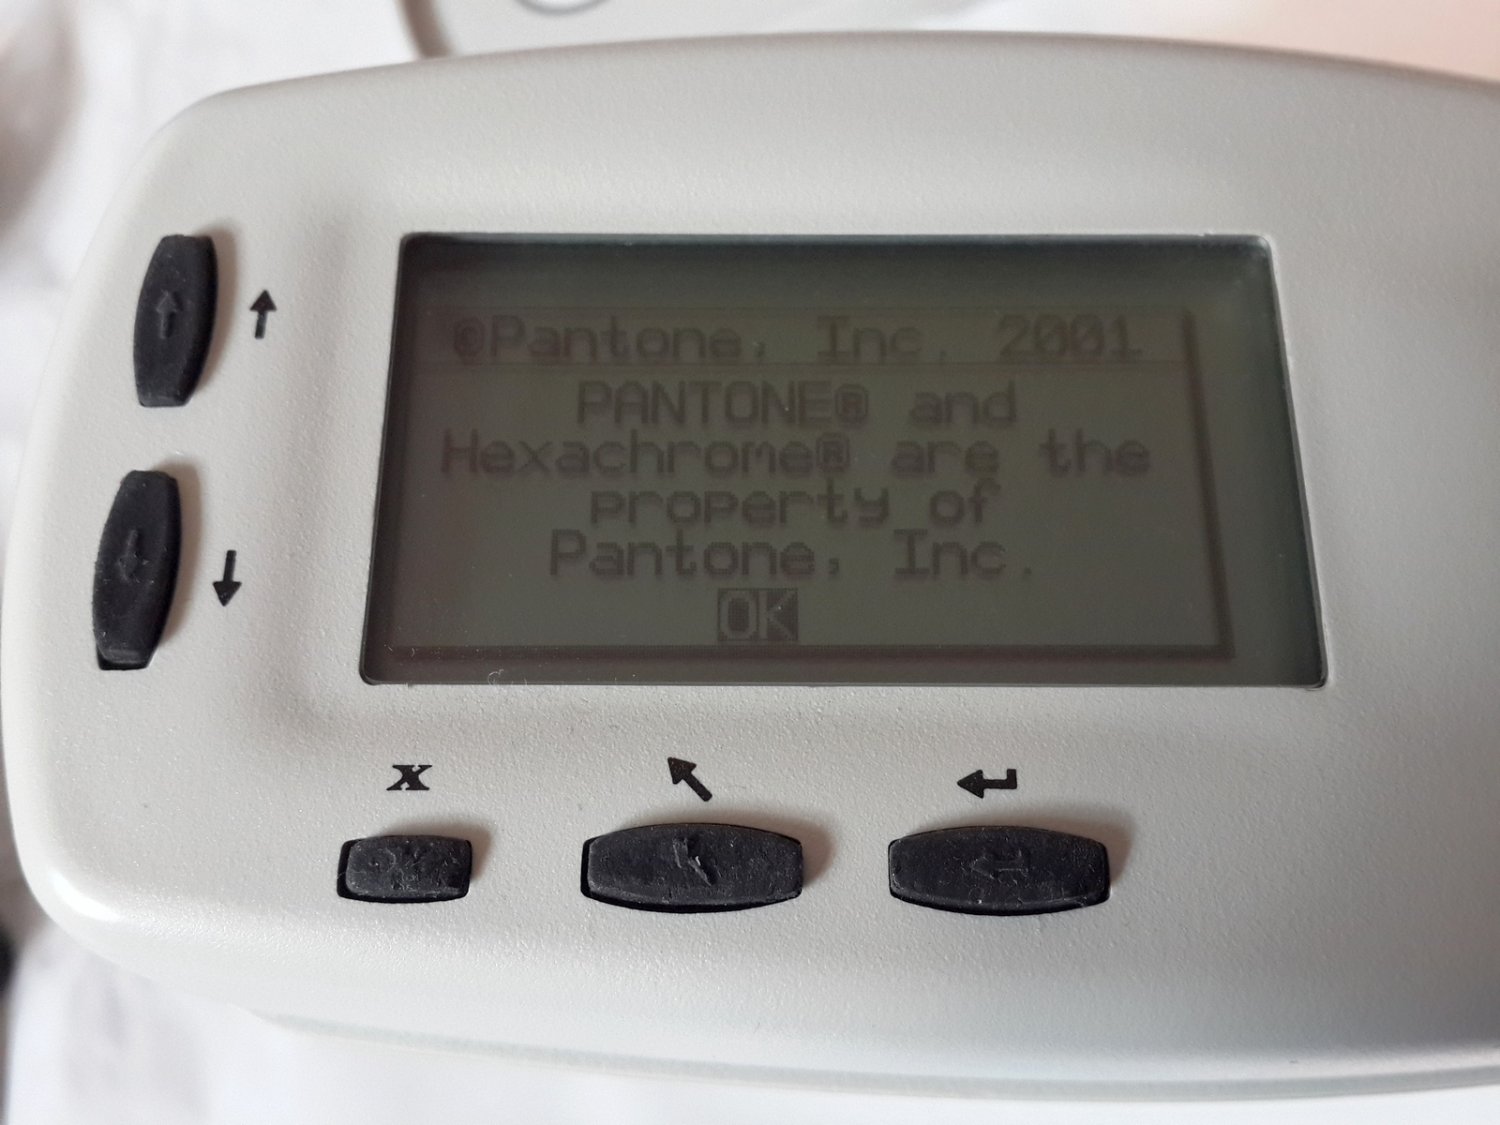 ©Pantone, Inc. 2001
PANTONE® and
Hexachrome® are the
property of
Pantone, Inc.
OK
X